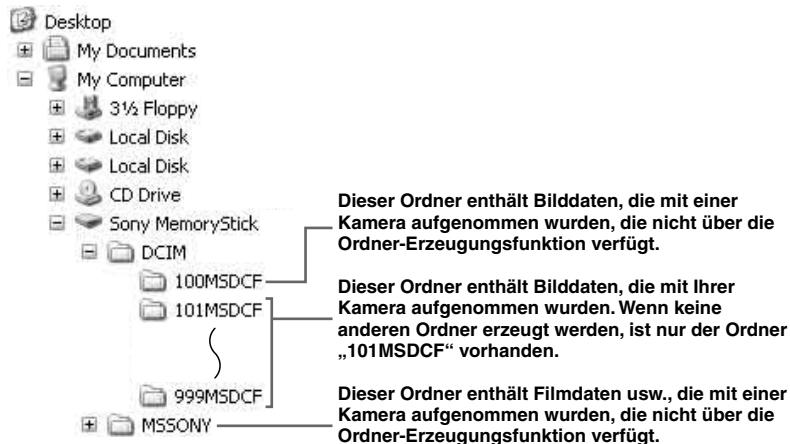 Desktop
My Documents
My Computer
3½ Floppy
Local Disk
Local Disk
CD Drive
Sony MemoryStick
DCIM
100MSDCF
101MSDCF
999MSDCF
MSSONY
Dieser Ordner enthält Bilddaten, die mit einer
Kamera aufgenommen wurden, die nicht über die
Ordner-Erzeugungsfunktion verfügt.
Dieser Ordner enthält Bilddaten, die mit Ihrer
Kamera aufgenommen wurden. Wenn keine
anderen Ordner erzeugt werden, ist nur der Ordner
„101MSDCF“ vorhanden.
Dieser Ordner enthält Filmdaten usw., die mit einer
Kamera aufgenommen wurden, die nicht über die
Ordner-Erzeugungsfunktion verfügt.